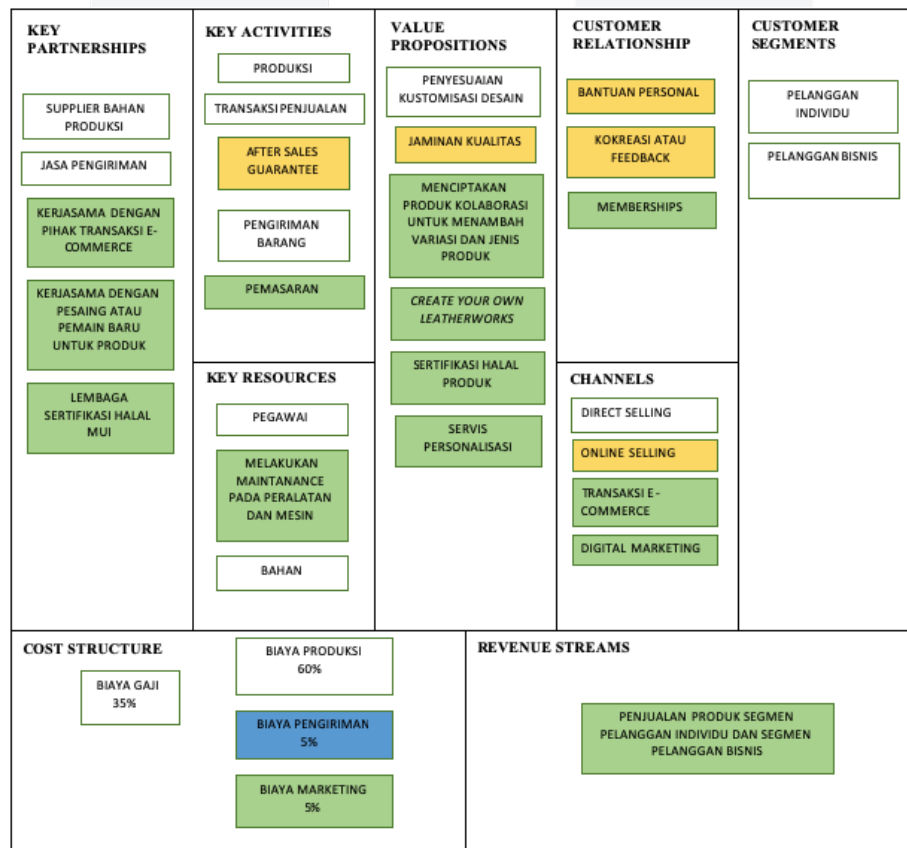 KEY
PARTNERSHIPS
SUPPLIER BAHAN
PRODUKSI
JASA PENGIRIMAN
KERJASAMA DENGAN
PIHAK TRANSAKSI E-
COMMERCE
KERJASAMA DENGAN
PESAING ATAU
PEMAIN BARU
UNTUK PRODUK
LEMBAGA
SERTIFIKASI HALAL
MUI
KEY ACTIVITIES
PRODUKSI
TRANSAKSI PENJUALAN
AFTER SALES
GUARANTEE
PENGIRIMAN
BARANG
PEMASARAN
KEY RESOURCES
PEGAWAI
MELAKUKAN
MAINTANANCE
PADA PERALATAN
DAN MESIN
BAHAN
VALUE
PROPOSITIONS
PENYESUAIAN
KUSTOMISASI DESAIN
JAMINAN KUALITAS
MENCIPTAKAN
PRODUK KOLABORASI
UNTUK MENAMBAH
VARIASI DAN JENIS
PRODUK
CREATE YOUR OWN
LEATHERWORKS
SERTIFIKASI HALAL
PRODUK
SERVIS
PERSONALISASI
CUSTOMER
RELATIONSHIP
BANTUAN PERSONAL
KOKREASI ATAU
FEEDBACK
MEMBERSHIPS
CHANNELS
DIRECT SELLING
ONLINE SELLING
TRANSAKSI E-
COMMERCE
DIGITAL MARKETING
CUSTOMER
SEGMENTS
PELANGGAN
INDIVIDU
PELANGGAN BISNIS
COST STRUCTURE
BIAYA GAJI
35%
BIAYA PRODUKSI
60%
BIAYA PENGIRIMAN
5%
BIAYA MARKETING
5%
REVENUE STREAMS
PENJUALAN PRODUK SEGMEN
PELANGGAN INDIVIDU DAN SEGMEN
PELANGGAN BISNIS